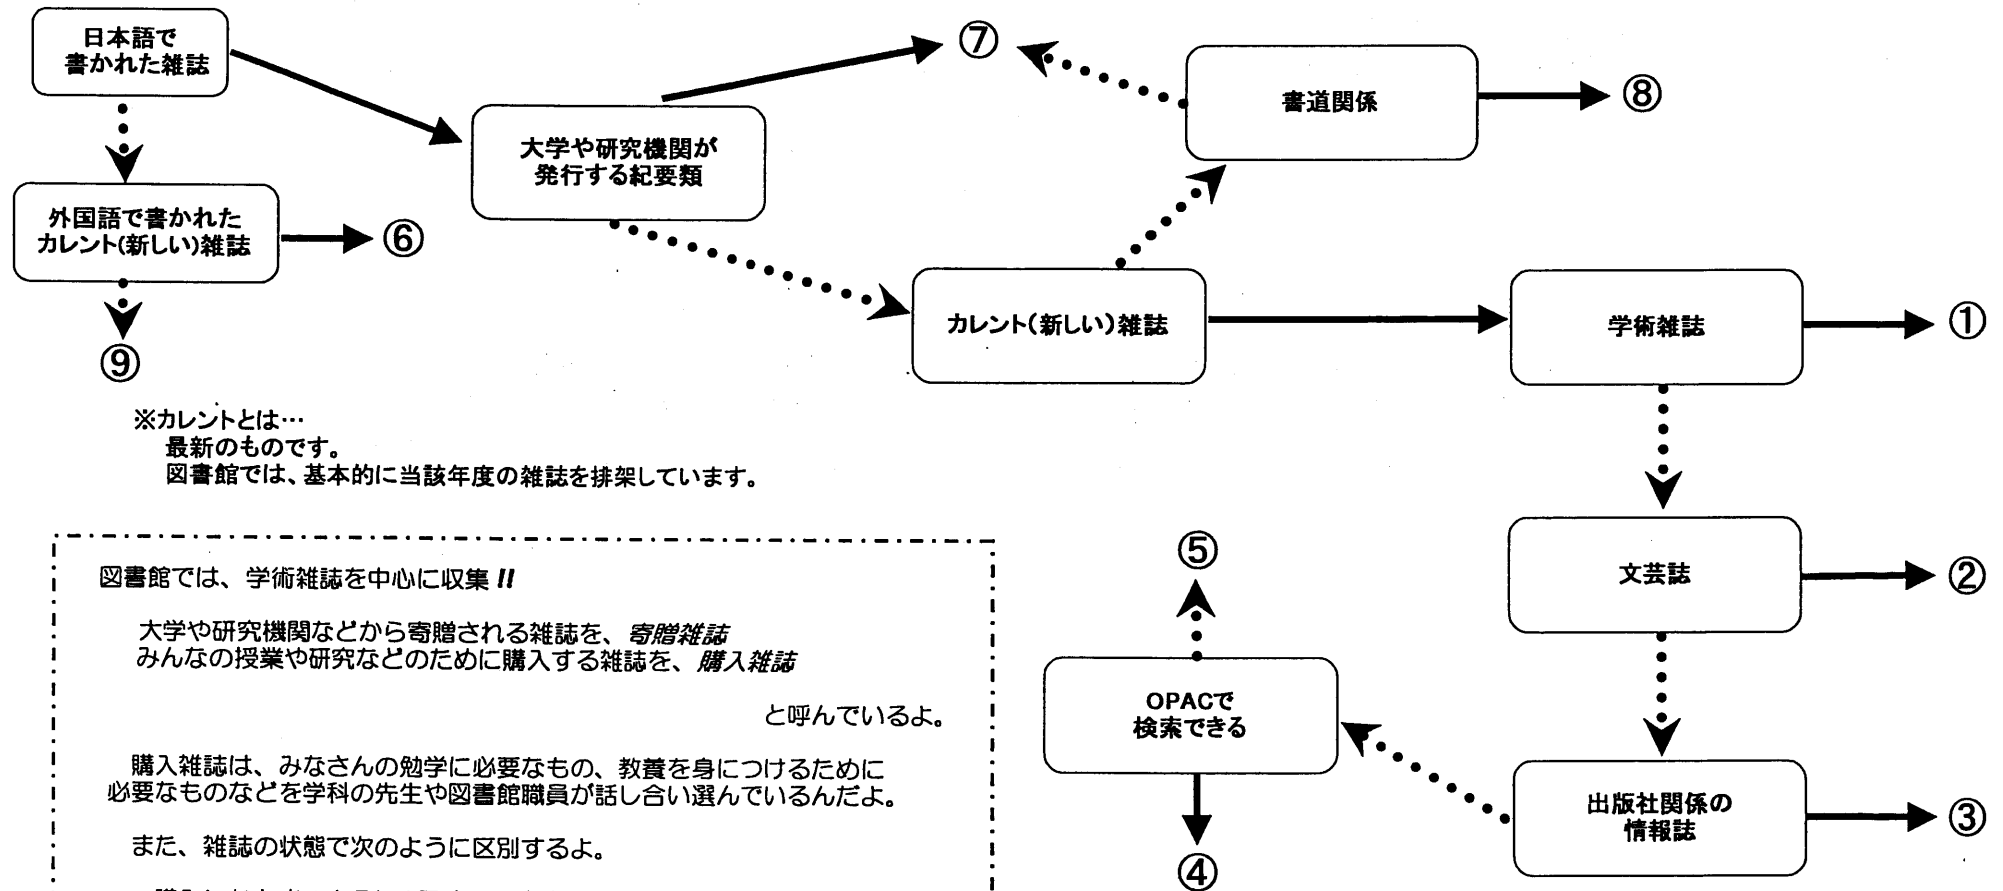 日本語で
書かれた雑誌
⑦
書道関係
⑧
大学や研究機関が
発行する紀要類
外国語で書かれた
カレント(新しい)雑誌
⑥
カレント(新しい)雑誌
学術雑誌
①
⑨
※カレントとは…
最新のものです。
図書館では、基本的に当該年度の雑誌を排架しています。
文芸誌
②
⑤
OPACで
検索できる
出版社関係の
情報誌
③
④
図書館では、学術雑誌を中心に収集!!
大学や研究機関などから寄贈される雑誌を、寄贈雑誌
みんなの授業や研究などのために購入する雑誌を、購入雑誌
と呼んでいるよ。
購入雑誌は、みなさんの勉学に必要なもの、教養を身につけるために
必要なものなどを学科の先生や図書館職員が話し合い選んでいるんだよ。
また、雑誌の状態で次のように区別するよ。